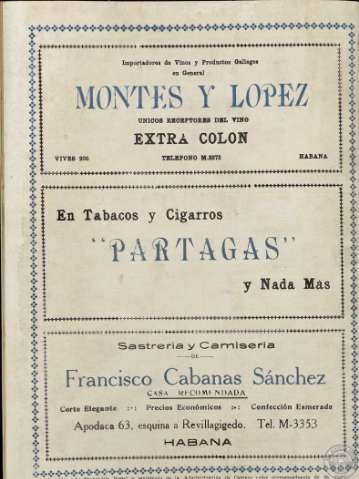 Importadores de Vinos y Productos Gallegos
en General
MONTES Y LOPEZ
UNICOS RECEPTORES DEL VINO
EXTRA COLON
VIVES 206 TELEFONO M-2273 HABANA
En Tabacos y Cigarros
"PARTAGAS"
y Nada Mas
Sastreria y Camiseria
DE
Francisco Cabanas Sánchez
CASA RECOMENDADA
Corte Elegante :-: Precios Económicos :-: Confección Esmerada
Apodaca 63, esquina a Revillagigedo. Tel. M-3353
HABANA